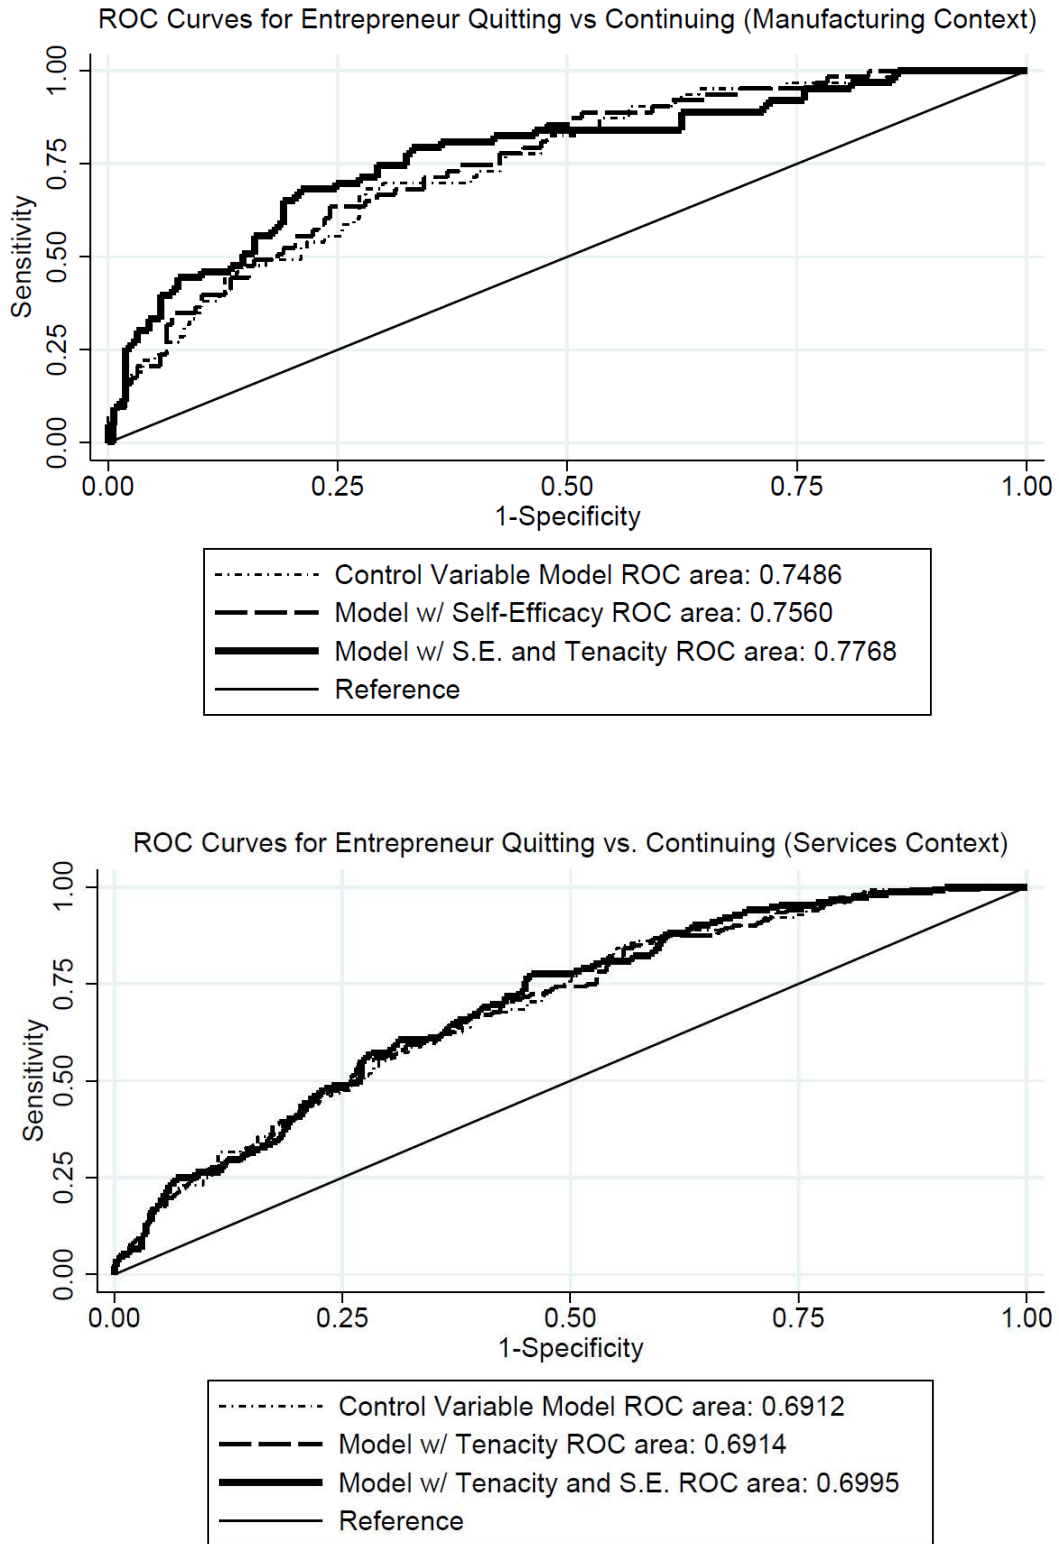 ROC Curves for Entrepreneur Quitting vs Continuing (Manufacturing Context)
1.00
0.75
0.50
0.25
0.00
Sensitivity
0.00 0.25 0.50 0.75 1.00
1-Specificity
Control Variable Model ROC area: 0.7486
Model w/ Self-Efficacy ROC area: 0.7560
Model w/ S.E. and Tenacity ROC area: 0.7768
Reference
ROC Curves for Entrepreneur Quitting vs. Continuing (Services Context)
1.00
0.75
0.50
0.25
0.00
Sensitivity
0.00 0.25 0.50 0.75 1.00
1-Specificity
Control Variable Model ROC area: 0.6912
Model w/ Tenacity ROC area: 0.6914
Model w/ Tenacity and S.E. ROC area: 0.6995
Reference